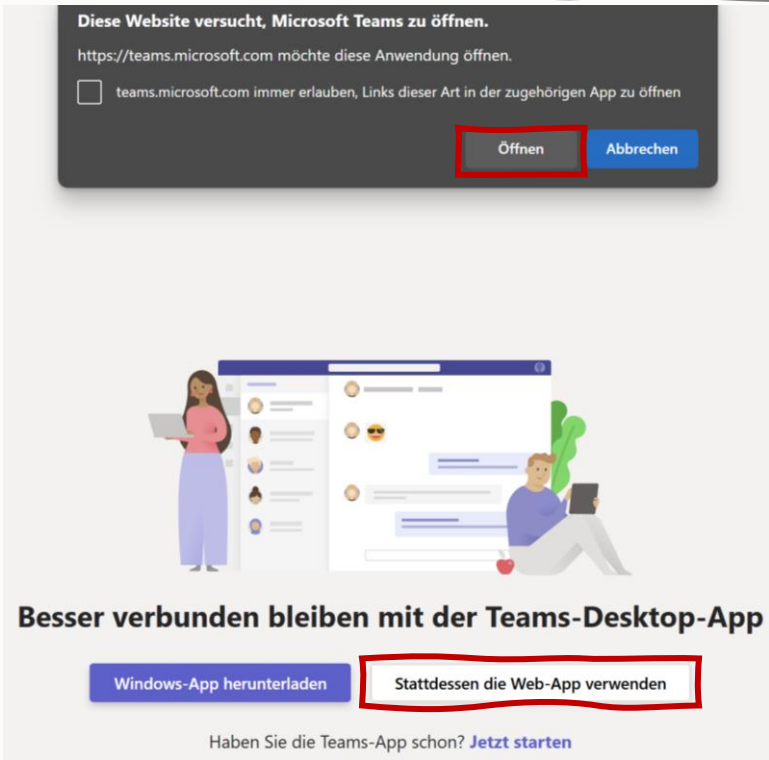 Diese Website versucht, Microsoft Teams zu öffnen.
https://teams.microsoft.com möchte diese Anwendung öffnen.
teams.microsoft.com immer erlauben, Links dieser Art in der zugehörigen App zu öffnen
Öffnen Abbrechen
Besser verbunden bleiben mit der Teams-Desktop-App
Windows-App herunterladen Stattdessen die Web-App verwenden
Haben Sie die Teams-App schon? Jetzt starten